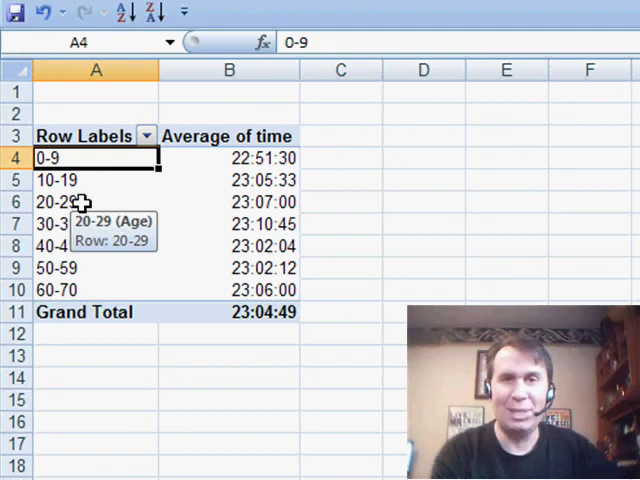 A4 fx 0-9
A B C D E F
1
2
3 Row Labels Average of time
4 0-9 22:51:30
5 10-19 23:05:33
6 20-29 23:07:00
20-29 (Age)
7 30-3 23:10:45
Row: 20-29
8 40-4 23:02:04
9 50-59 23:02:12
10 60-70 23:06:00
11 Grand Total 23:04:49
12
13
14
15
16
17
18